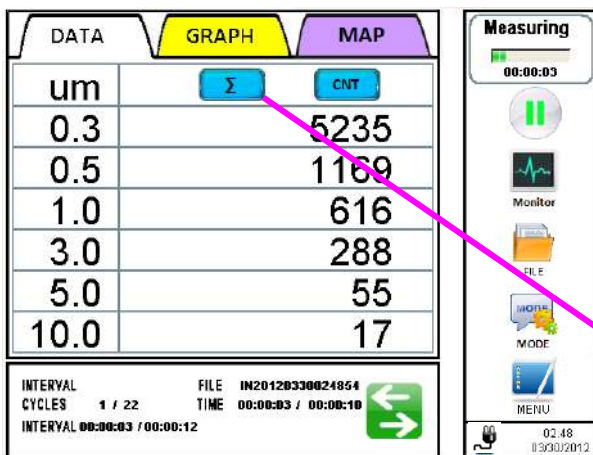 DATA GRAPH MAP
um Σ CNT
0.3 5235
0.5 1169
1.0 616
3.0 288
5.0 55
10.0 17
INTERVAL FILE IN20120330024854
CYCLES 1 / 22 TIME 00:00:03 / 00:00:10
INTERVAL 00:00:03 / 00:00:12
Measuring
00:00:03
Monitor
FILE
MODE
MODE
MENU
02:48
03/30/2012